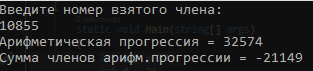 Введите номер взятого члена:
10855
Арифметическая прогрессия = 32574
Сумма членов арифм.прогрессии = -21149